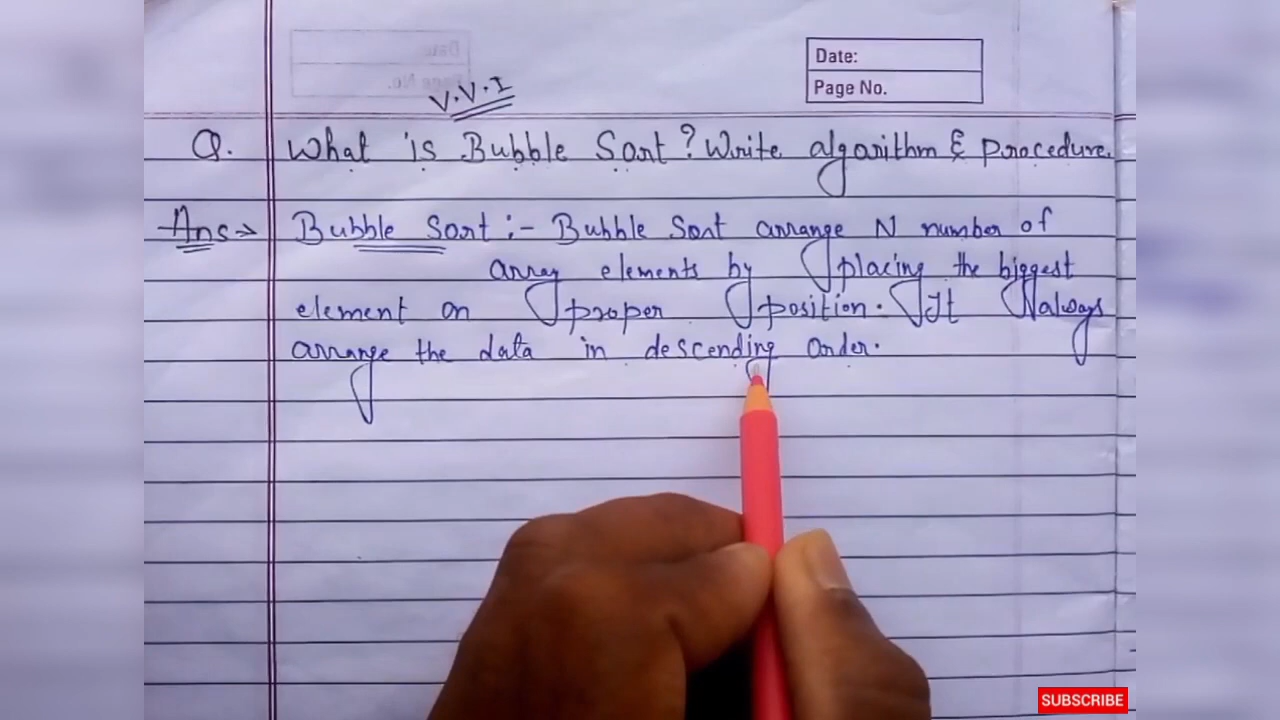 Date:
Page No.
V.V.I
Q. What is Bubble Sort? Write algorithm & procedure.
Ans→ Bubble Sort :- Bubble Sort arrange N number of
array elements by placing the biggest
element on proper position. It always
arrange the data in descending order.
SUBSCRIBE